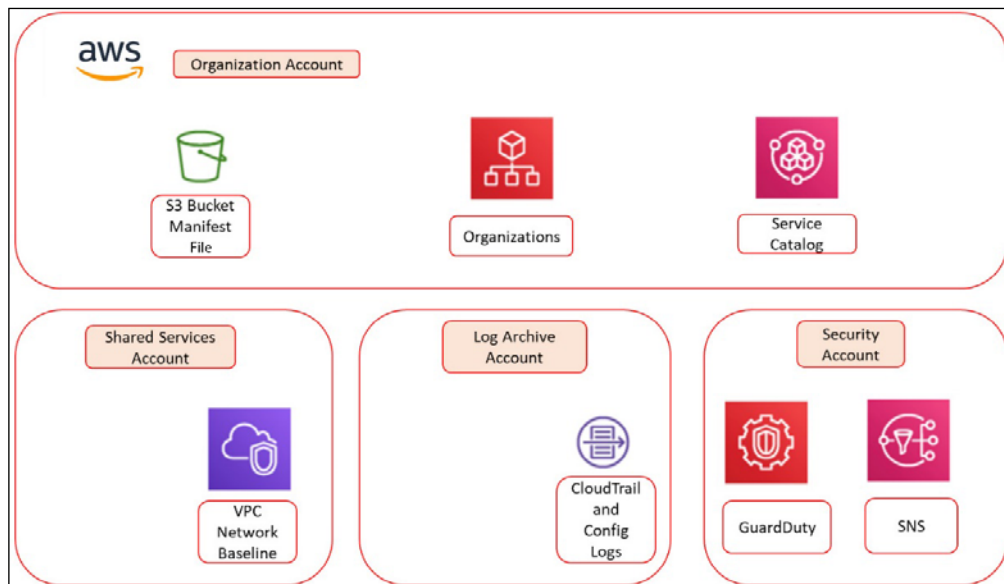 aws
Organization Account
S3 Bucket
Manifest
File
Organizations
Service
Catalog
Shared Services
Account
VPC
Network
Baseline
Log Archive
Account
CloudTrail
and
Config
Logs
Security
Account
GuardDuty
SNS